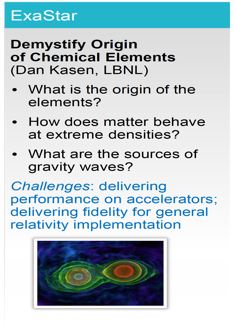 ExaStar
Demystify Origin
of Chemical Elements
(Dan Kasen, LBNL)
• What is the origin of the
elements?
• How does matter behave
at extreme densities?
• What are the sources of
gravity waves?
Challenges: delivering
performance on accelerators;
delivering fidelity for general
relativity implementation